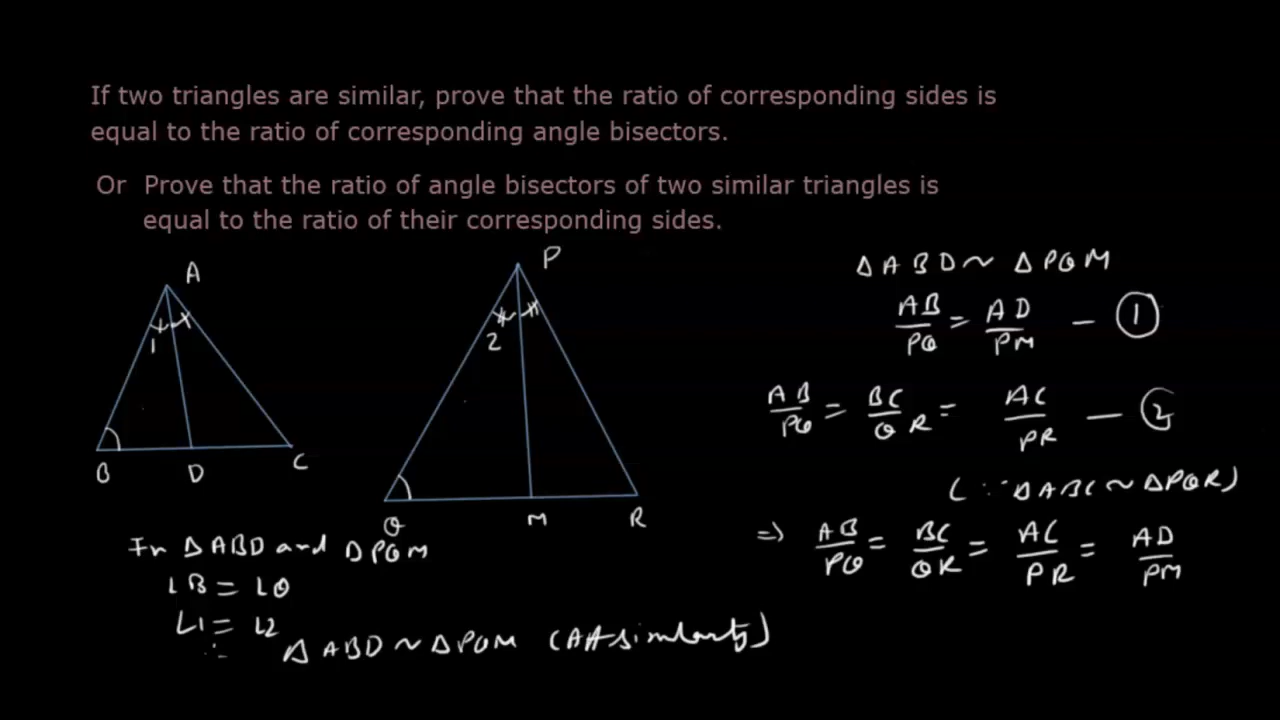 If two triangles are similar, prove that the ratio of corresponding sides is
equal to the ratio of corresponding angle bisectors.
Or Prove that the ratio of angle bisectors of two similar triangles is
equal to the ratio of their corresponding sides.
A
1
B D C
P
2
Q M R
In ΔABD and ΔPQM
∠B = ∠Q
∠1 = ∠2
∴ ΔABD ~ ΔPQM (AA similarity)
ΔABD ~ ΔPQM
AB/PQ = AD/PM — ①
AB/PQ = BC/QR = AC/PR — ②
(∵ ΔABC ~ ΔPQR)
⇒ AB/PQ = BC/QR = AC/PR = AD/PM